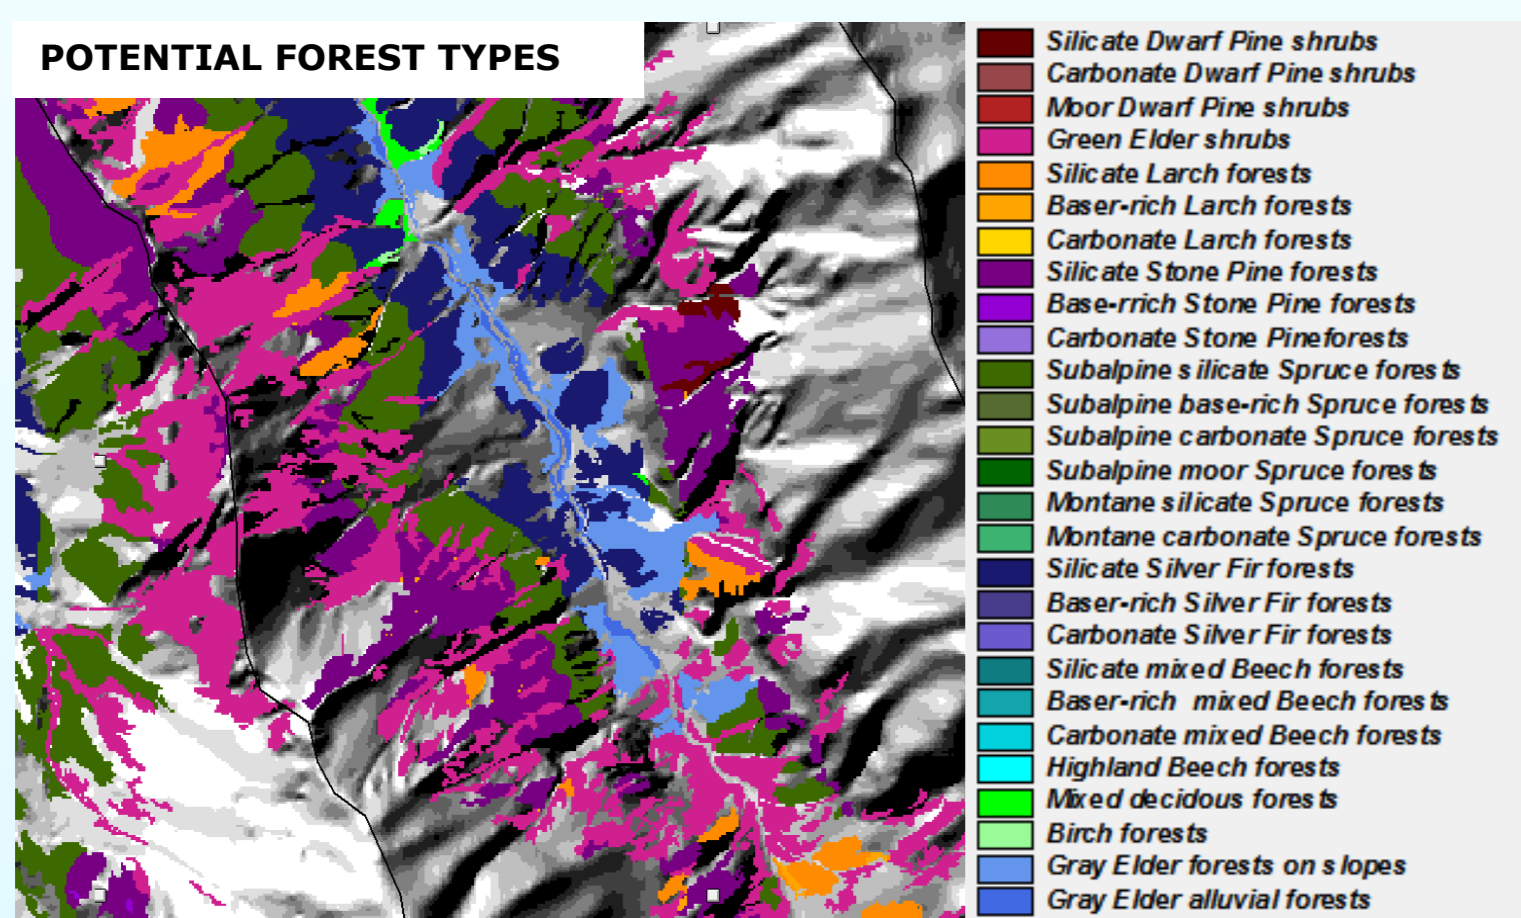 POTENTIAL FOREST TYPES
Silicate Dwarf Pine shrubs
Carbonate Dwarf Pine shrubs
Moor Dwarf Pine shrubs
Green Elder shrubs
Silicate Larch forests
Baser-rich Larch forests
Carbonate Larch forests
Silicate Stone Pine forests
Base-rrich Stone Pine forests
Carbonate Stone Pineforests
Subalpine silicate Spruce forests
Subalpine base-rich Spruce forests
Subalpine carbonate Spruce forests
Subalpine moor Spruce forests
Montane silicate Spruce forests
Montane carbonate Spruce forests
Silicate Silver Fir forests
Baser-rich Silver Fir forests
Carbonate Silver Fir forests
Silicate mixed Beech forests
Baser-rich mixed Beech forests
Carbonate mixed Beech forests
Highland Beech forests
Mixed decidous forests
Birch forests
Gray Elder forests on slopes
Gray Elder alluvial forests